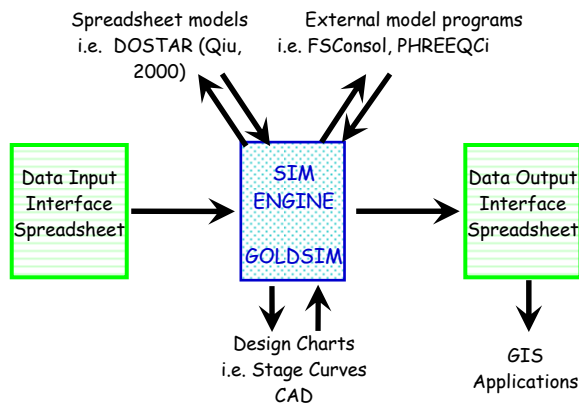 Spreadsheet models
i.e. DOSTAR (Qiu,
2000)
External model programs
i.e. FSConsol, PHREEQCi
Data Input
Interface
Spreadsheet
SIM
ENGINE
GOLDSIM
Data Output
Interface
Spreadsheet
Design Charts
i.e. Stage Curves
CAD
GIS
Applications